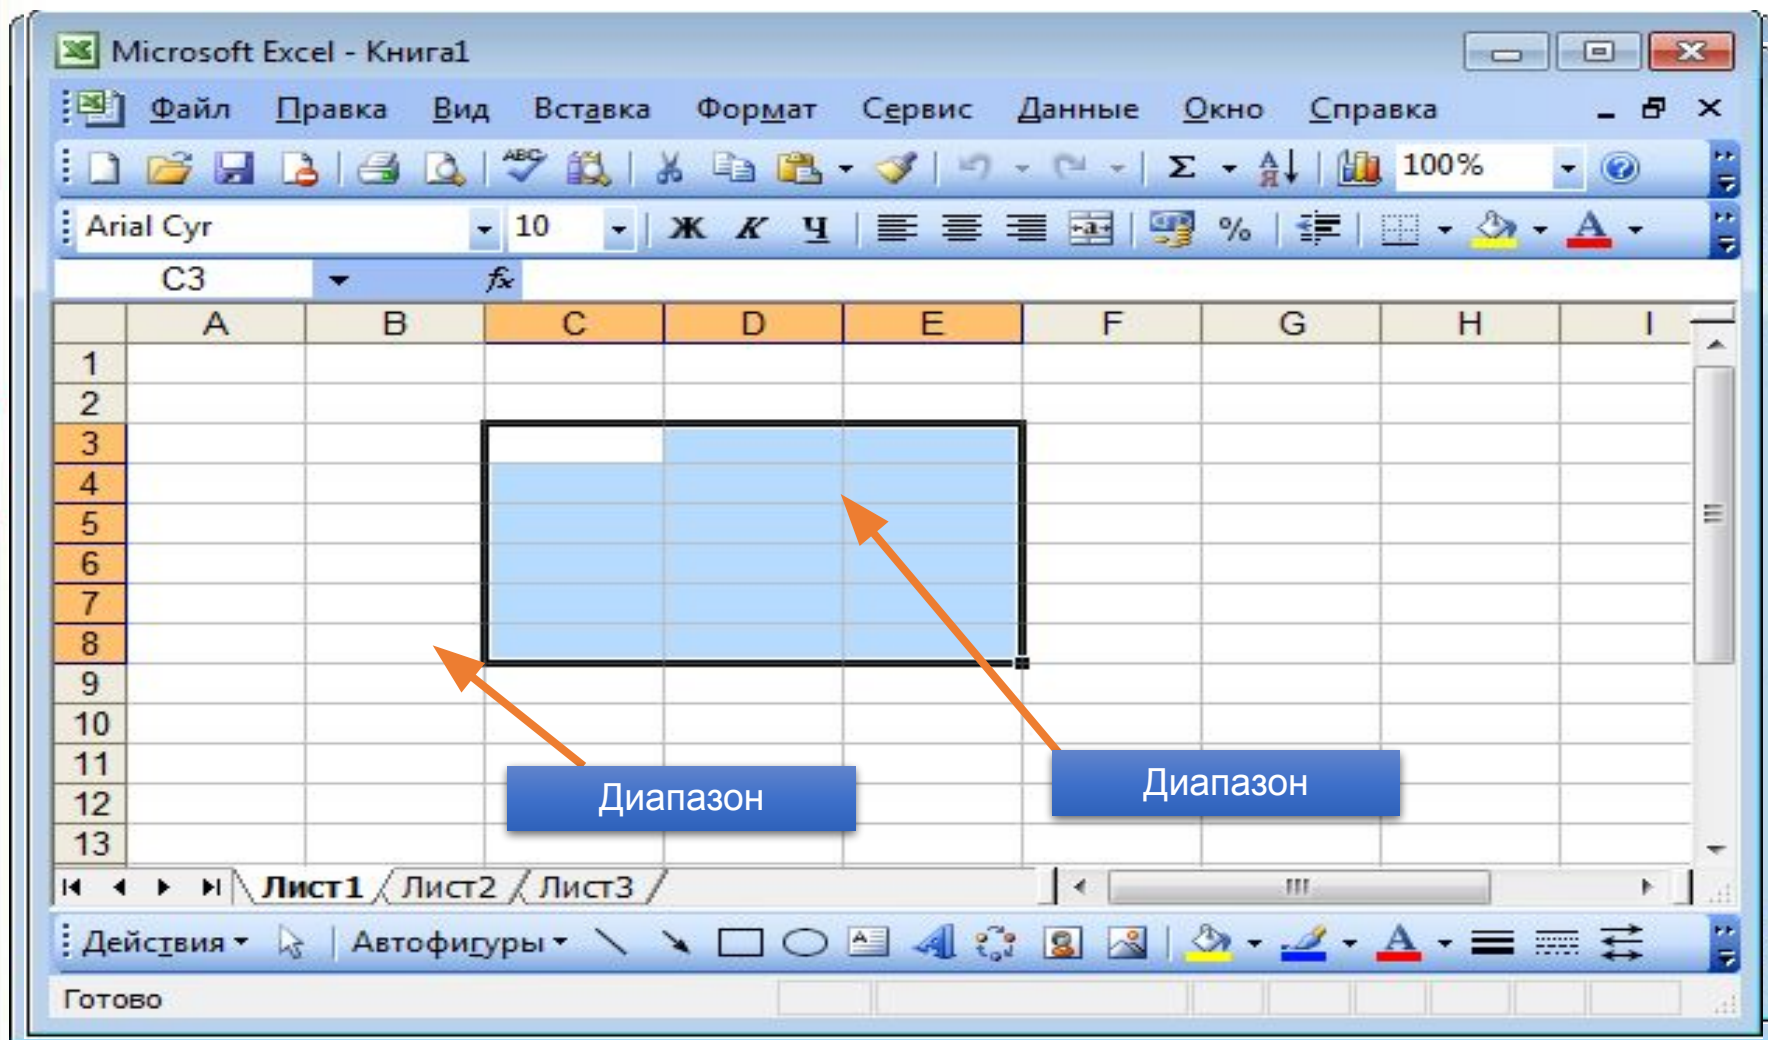 Microsoft Excel - Книга1
Файл Правка Вид Вставка Формат Сервис Данные Окно Справка
ABC Σ А Я 100% ?
Arial Cyr 10 Ж К Ч a % А
C3 fx
A B C D E F G H I
1
2
3
4
5
6
7
8
9
10
11
12
13
Диапазон
Диапазон
Лист1 Лист2 Лист3
Действия Автофигуры A A A
Готово